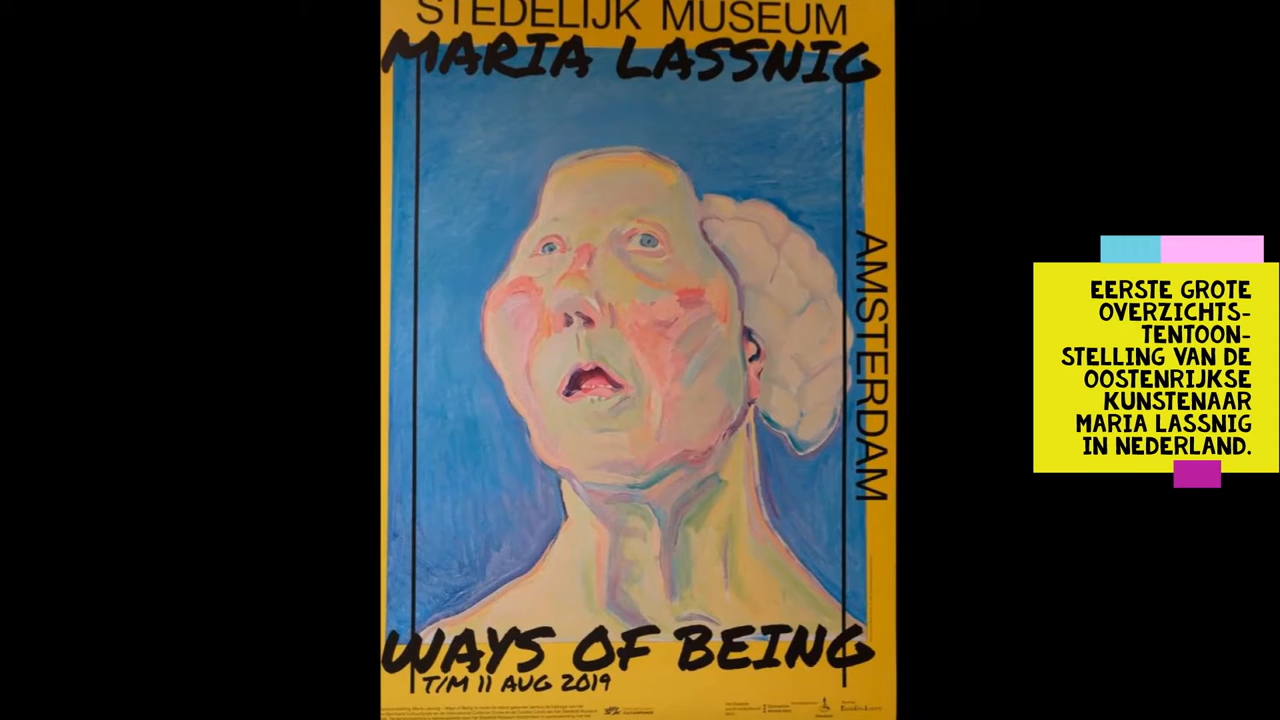 STEDELIJK MUSEUM
MARIA LASSNIG
AMSTERDAM
WAYS OF BEING
T/M 11 AUG 2019
EERSTE GROTE
OVERZICHTS-
TENTOON-
STELLING VAN DE
OOSTENRIJKSE
KUNSTENAAR
MARIA LASSNIG
IN NEDERLAND.